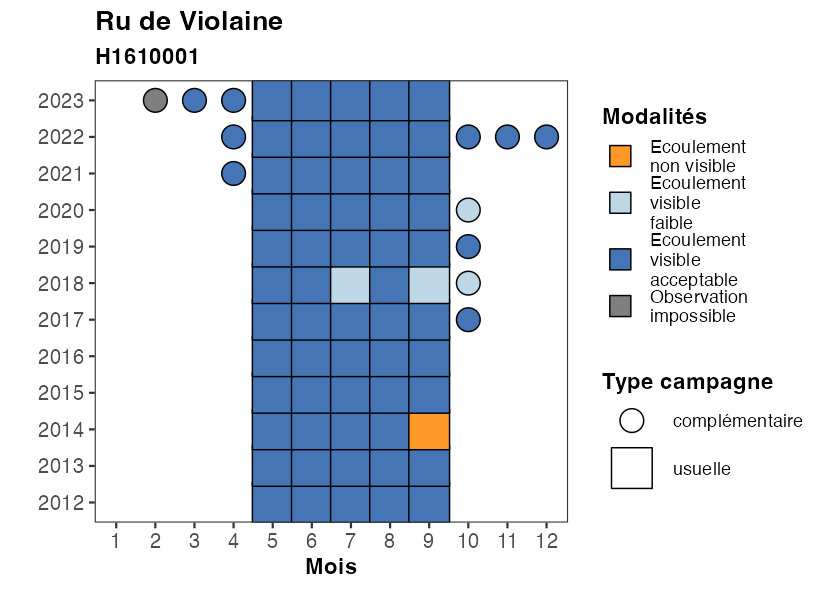 Ru de Violaine
H1610001
2023
2022
2021
2020
2019
2018
2017
2016
2015
2014
2013
2012
1 2 3 4 5 6 7 8 9 10 11 12
Mois
Modalités
Ecoulement
non visible
Ecoulement
visible
faible
Ecoulement
visible
acceptable
Observation
impossible
Type campagne
complémentaire
usuelle